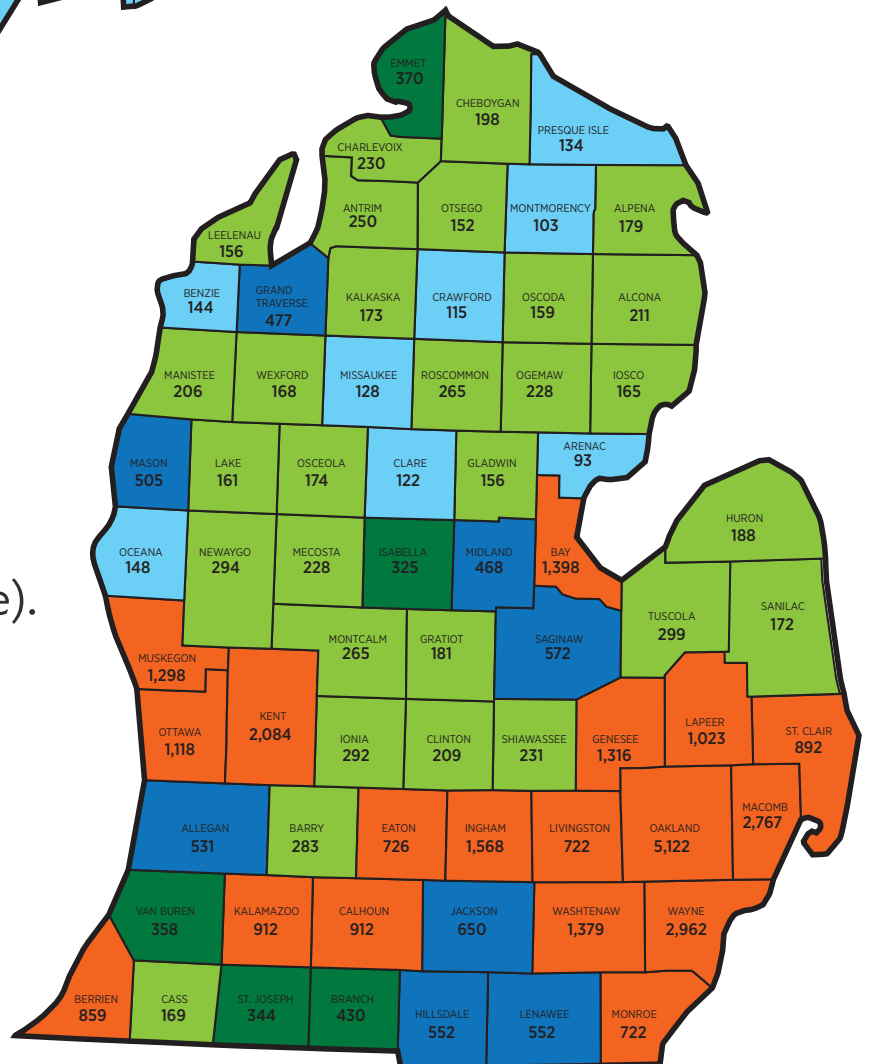 EMMET
370
CHEBOYGAN
198
PRESQUE ISLE
134
CHARLEVOIX
230
ANTRIM
250
OTSEGO
152
MONTMORENCY
103
ALPENA
179
LEELENAU
156
BENZIE
144
GRAND
TRAVERSE
477
KALKASKA
173
CRAWFORD
115
OSCODA
159
ALCONA
211
MANISTEE
206
WEXFORD
168
MISSAUKEE
128
ROSCOMMON
265
OGEMAW
228
IOSCO
165
MASON
505
LAKE
161
OSCEOLA
174
CLARE
122
GLADWIN
156
ARENAC
93
OCEANA
148
NEWAYGO
294
MECOSTA
228
ISABELLA
325
MIDLAND
468
BAY
1,398
HURON
188
e).
TUSCOLA
299
SANILAC
172
MUSKEGON
1,298
MONTCALM
265
GRATIOT
181
SAGINAW
572
OTTAWA
1,118
KENT
2,084
IONIA
292
CLINTON
209
SHIAWASSEE
231
GENESEE
1,316
LAPEER
1,023
ST. CLAIR
892
ALLEGAN
531
BARRY
283
EATON
726
INGHAM
1,568
LIVINGSTON
722
OAKLAND
5,122
MACOMB
2,767
VAN BUREN
358
KALAMAZOO
912
CALHOUN
912
JACKSON
650
WASHTENAW
1,379
WAYNE
2,962
BERRIEN
859
CASS
169
ST. JOSEPH
344
BRANCH
430
HILLSDALE
552
LENAWEE
552
MONROE
722